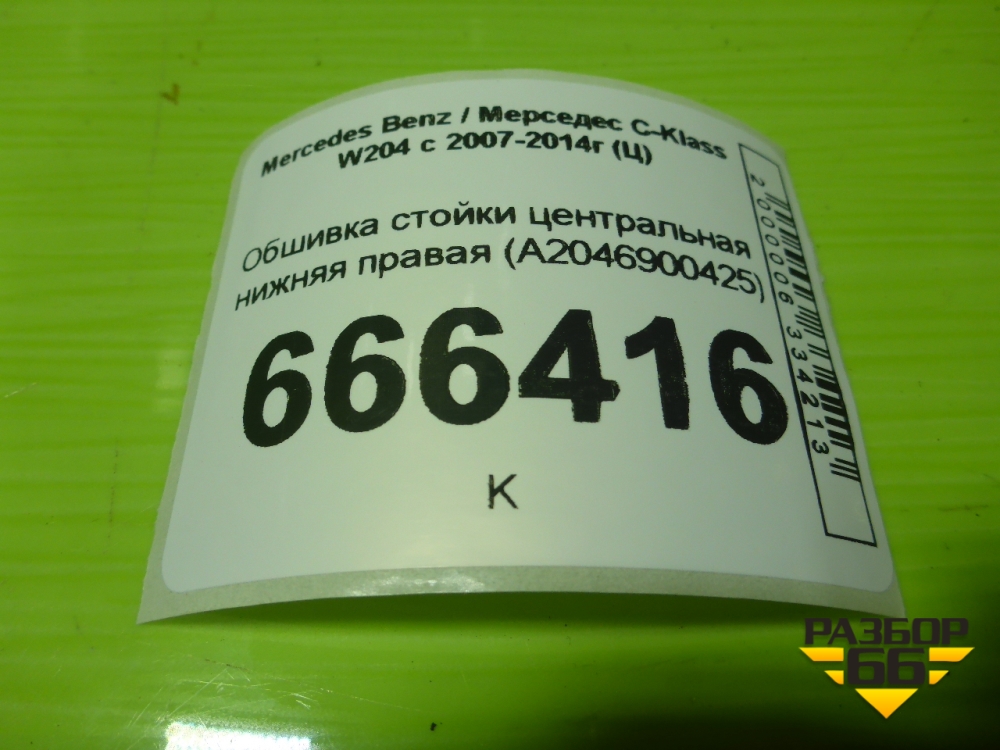 Mercedes Benz / Мерседес C-Klass
W204 с 2007-2014г (Ц)
Обшивка стойки центральная
нижняя правая (A2046900425)
666416
К
2000006334213
РАЗБОР
66